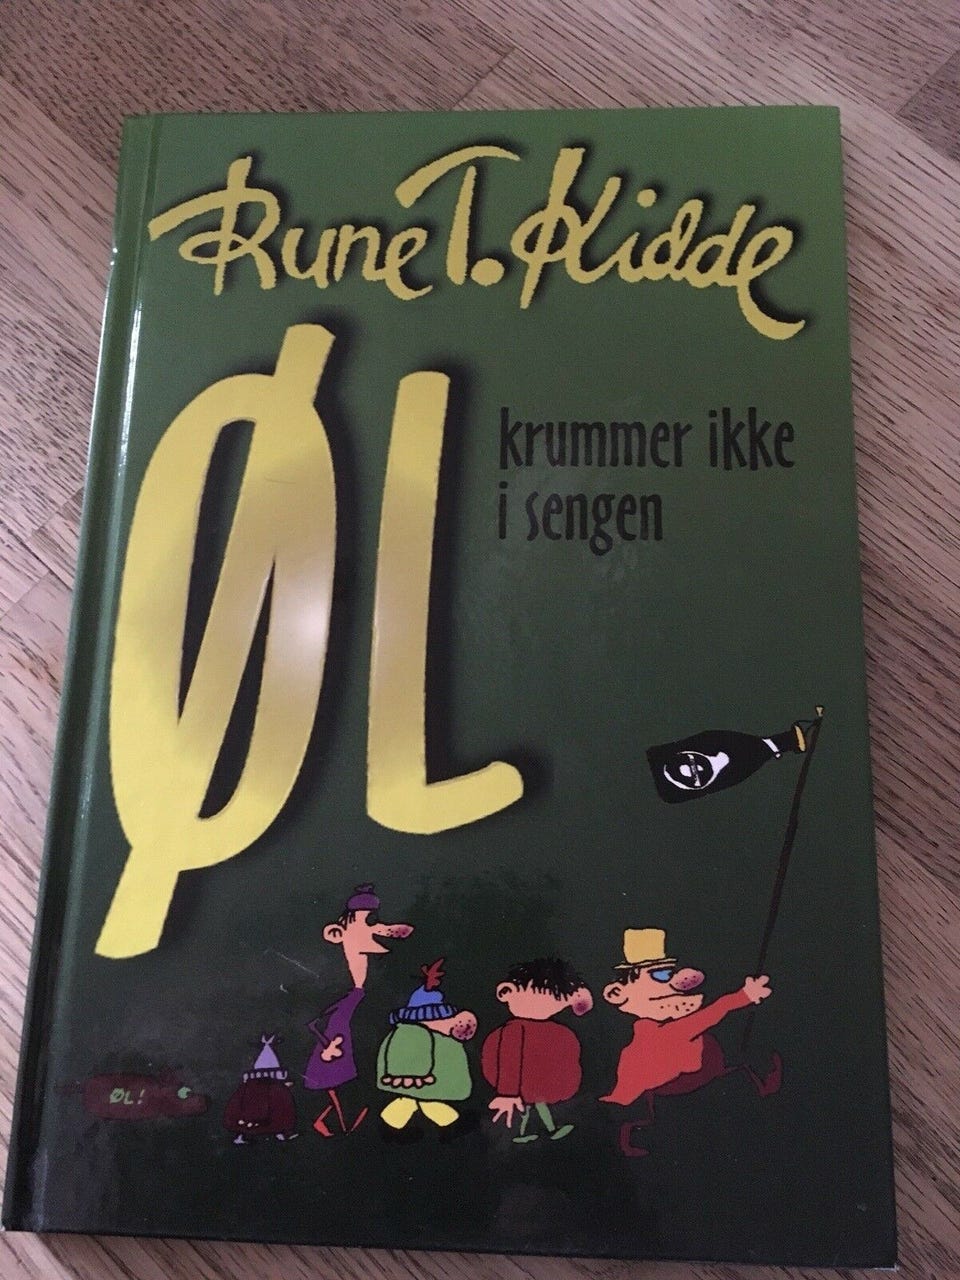 Rune T. Kidde
ØL
krummer ikke
i sengen
ØL!